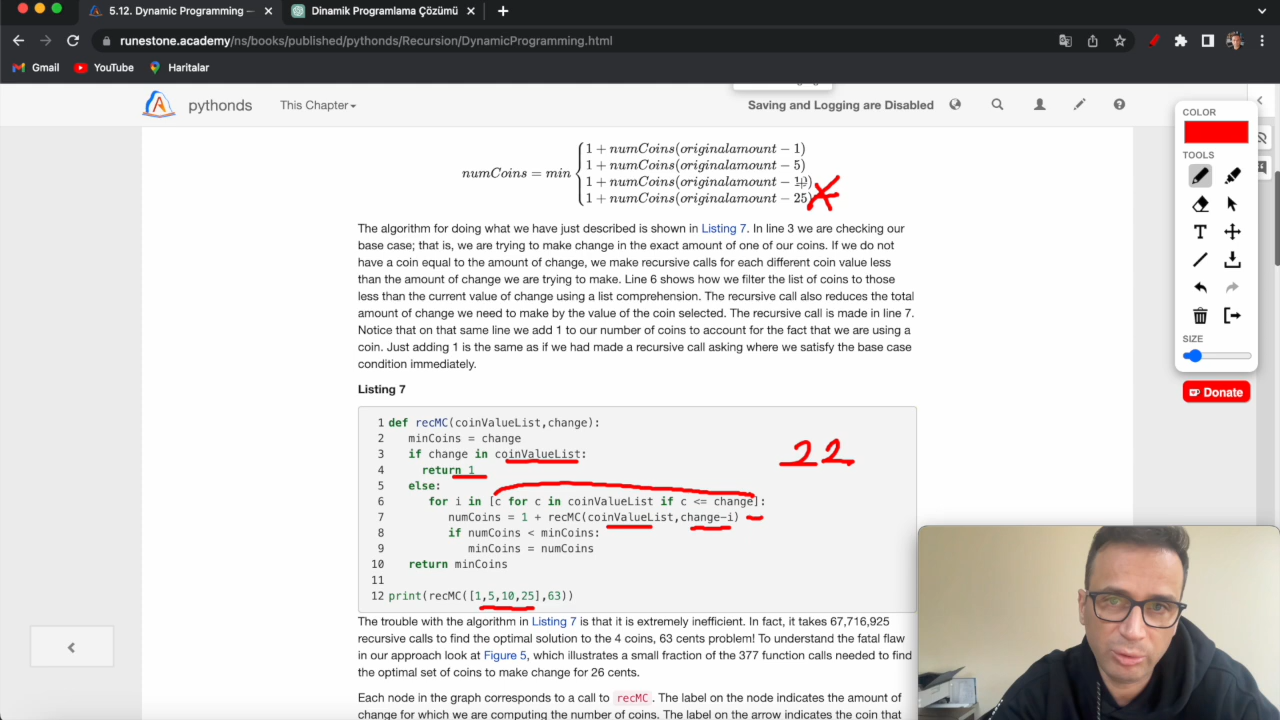 5.12. Dynamic Programming —
Dinamik Programlama Çözümü
runestone.academy/ns/books/published/pythonds/Recursion/DynamicProgramming.html
Gmail YouTube Haritalar
pythonds This Chapter Saving and Logging are Disabled
COLOR
TOOLS
T
SIZE
Donate
numCoins = min
1 + numCoins(originalamount − 1)
1 + numCoins(originalamount − 5)
1 + numCoins(originalamount − 10)
1 + numCoins(originalamount − 25)
The algorithm for doing what we have just described is shown in Listing 7. In line 3 we are checking our
base case; that is, we are trying to make change in the exact amount of one of our coins. If we do not
have a coin equal to the amount of change, we make recursive calls for each different coin value less
than the amount of change we are trying to make. Line 6 shows how we filter the list of coins to those
less than the current value of change using a list comprehension. The recursive call also reduces the total
amount of change we need to make by the value of the coin selected. The recursive call is made in line 7.
Notice that on that same line we add 1 to our number of coins to account for the fact that we are using a
coin. Just adding 1 is the same as if we had made a recursive call asking where we satisfy the base case
condition immediately.
Listing 7
1 def recMC(coinValueList,change):
2 minCoins = change
3 if change in coinValueList:
4 return 1
5 else:
6 for i in [c for c in coinValueList if c <= change]:
7 numCoins = 1 + recMC(coinValueList,change-i)
8 if numCoins < minCoins:
9 minCoins = numCoins
10 return minCoins
11
12 print(recMC([1,5,10,25],63))
22
The trouble with the algorithm in Listing 7 is that it is extremely inefficient. In fact, it takes 67,716,925
recursive calls to find the optimal solution to the 4 coins, 63 cents problem! To understand the fatal flaw
in our approach look at Figure 5, which illustrates a small fraction of the 377 function calls needed to find
the optimal set of coins to make change for 26 cents.
Each node in the graph corresponds to a call to recMC. The label on the node indicates the amount of
change for which we are computing the number of coins. The label on the arrow indicates the coin that